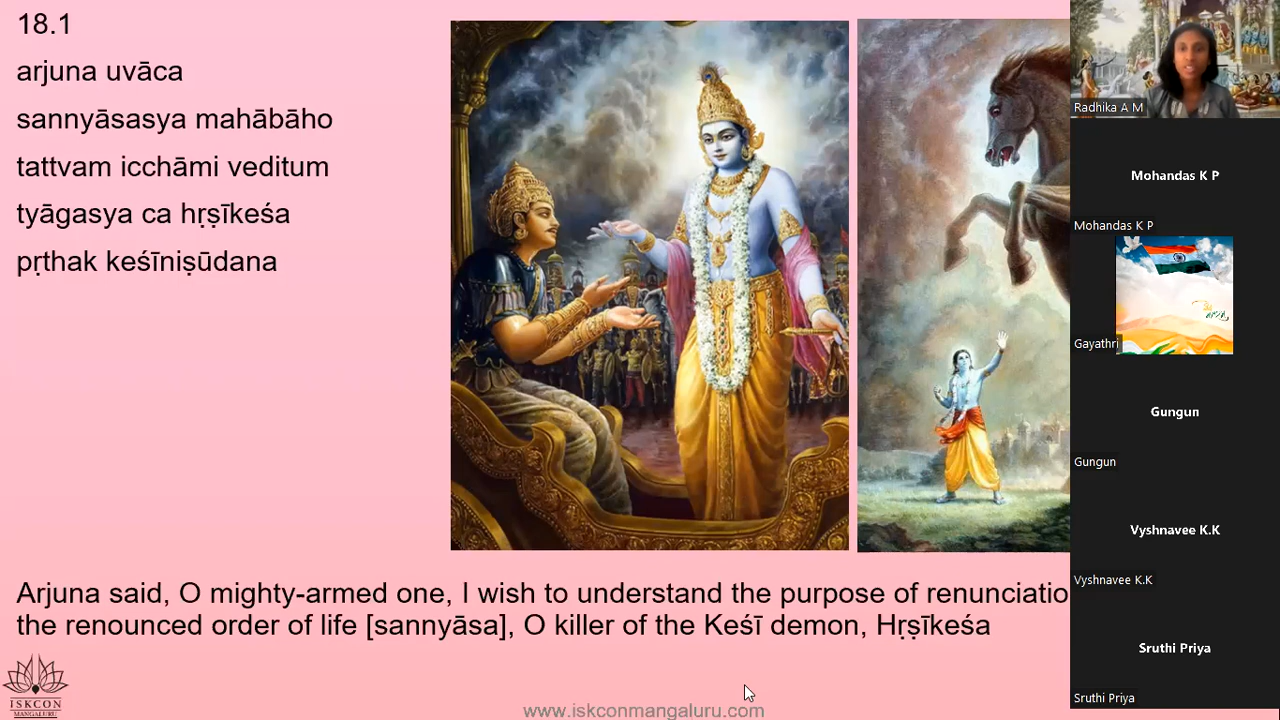 18.1
arjuna uvāca
sannyāsasya mahābāho
tattvam icchāmi veditum
tyāgasya ca hṛṣīkeśa
pṛthak keśīniṣūdana
Arjuna said, O mighty-armed one, I wish to understand the purpose of renunciatio
the renounced order of life [sannyāsa], O killer of the Keśī demon, Hṛṣīkeśa
ISKCON
MANGALURU
www.iskconmangaluru.com
Radhika A M
Mohandas K P
Mohandas K P
Gayathri
Gungun
Gungun
Vyshnavee K.K
Vyshnavee K.K
Sruthi Priya
Sruthi Priya